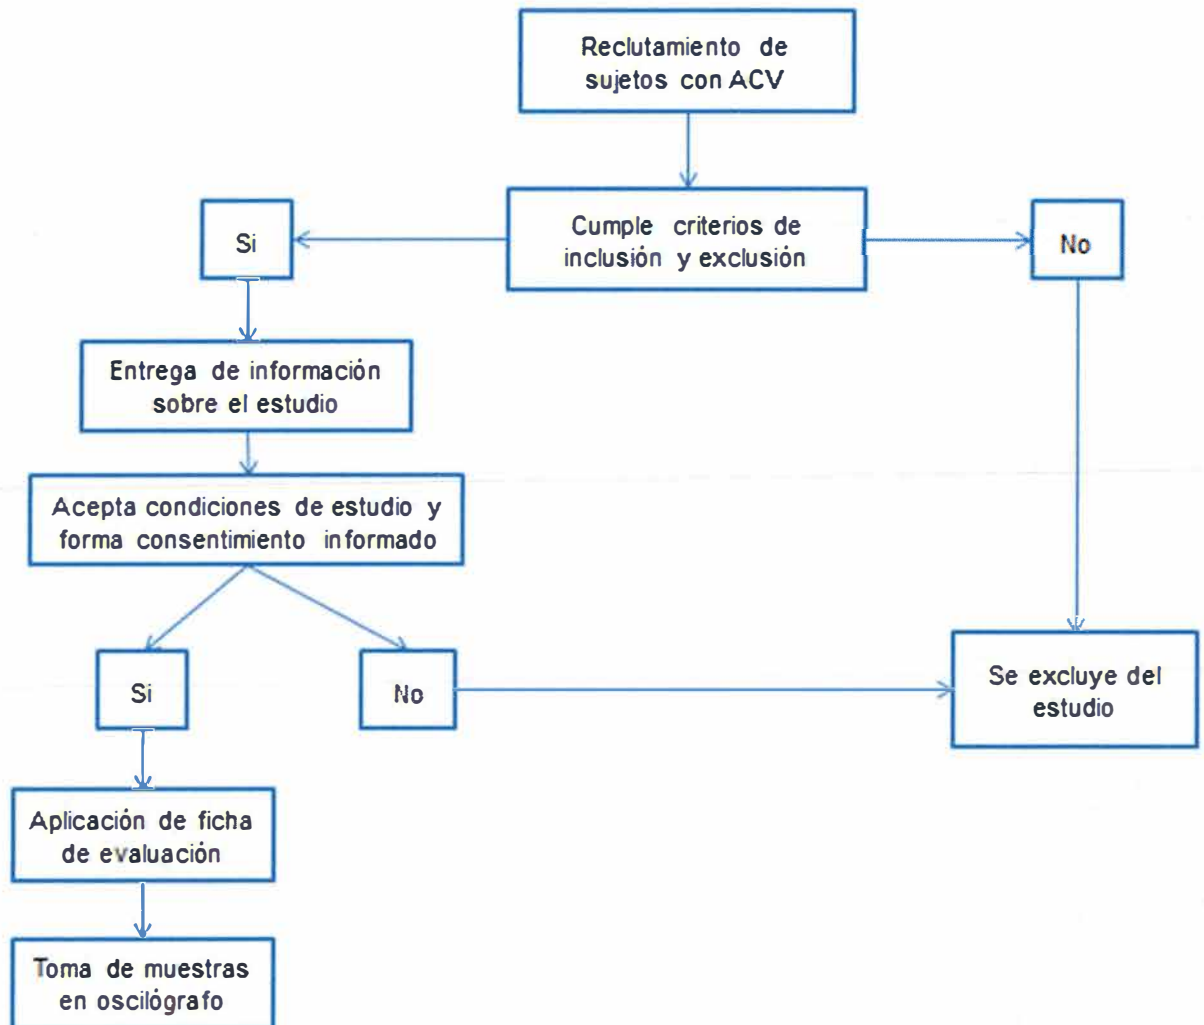 Reclutamiento de
sujetos con ACV
Cumple criterios de
inclusión y exclusión
Si
No
Entrega de información
sobre el estudio
Acepta condiciones de estudio y
forma consentimiento informado
Si
No
Se excluye del
estudio
Aplicación de ficha
de evaluación
Toma de muestras
en oscilógrafo